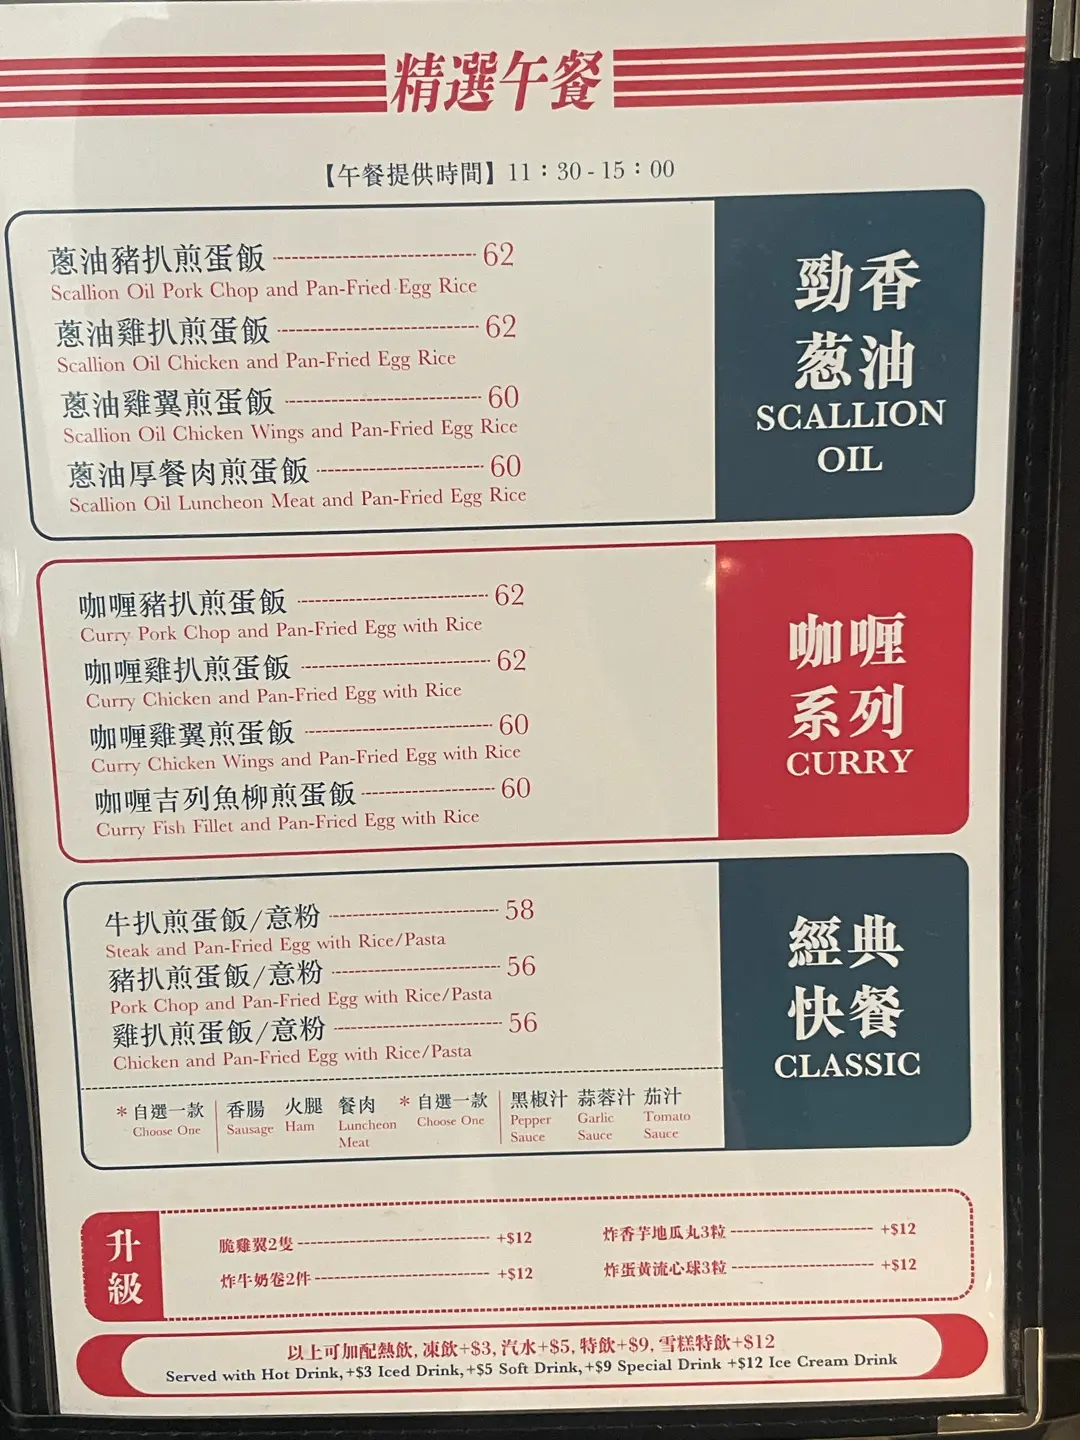 精選午餐
【午餐提供時間】11：30-15：00
蔥油豬扒煎蛋飯 62
Scallion Oil Pork Chop and Pan-Fried Egg Rice
蔥油雞扒煎蛋飯 62
Scallion Oil Chicken and Pan-Fried Egg Rice
蔥油雞翼煎蛋飯 60
Scallion Oil Chicken Wings and Pan-Fried Egg Rice
蔥油厚餐肉煎蛋飯 60
Scallion Oil Luncheon Meat and Pan-Fried Egg Rice
勁香
葱油
SCALLION
OIL
咖喱豬扒煎蛋飯 62
Curry Pork Chop and Pan-Fried Egg with Rice
咖喱雞扒煎蛋飯 62
Curry Chicken and Pan-Fried Egg with Rice
咖喱雞翼煎蛋飯 60
Curry Chicken Wings and Pan-Fried Egg with Rice
咖喱吉列魚柳煎蛋飯 60
Curry Fish Fillet and Pan-Fried Egg with Rice
咖喱
系列
CURRY
牛扒煎蛋飯/意粉 58
Steak and Pan-Fried Egg with Rice/Pasta
豬扒煎蛋飯/意粉 56
Pork Chop and Pan-Fried Egg with Rice/Pasta
雞扒煎蛋飯/意粉 56
Chicken and Pan-Fried Egg with Rice/Pasta
*自選一款 香腸 火腿 餐肉 *自選一款 黑椒汁 蒜蓉汁 茄汁
Choose One Sausage Ham Luncheon Choose One Pepper Garlic Tomato
Meat Sauce Sauce Sauce
經典
快餐
CLASSIC
升
級
脆雞翼2隻 +$12 炸香芋地瓜丸3粒 +$12
炸牛奶卷2件 +$12 炸蛋黃流心球3粒 +$12
以上可加配熱飲, 凍飲+$3, 汽水+$5, 特飲+$9, 雪糕特飲+$12
Served with Hot Drink,+$3 Iced Drink,+$5 Soft Drink,+$9 Special Drink +$12 Ice Cream Drink